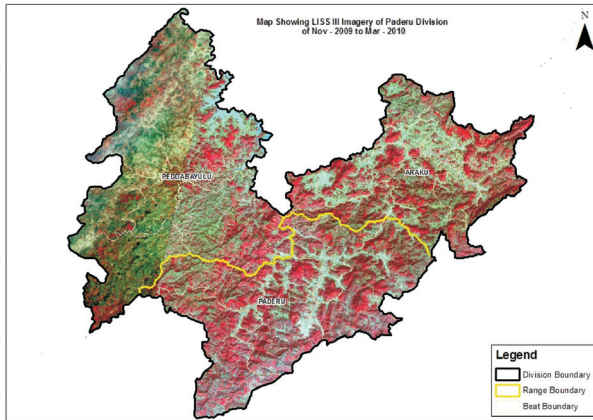 Map Showing LISS III Imagery of Paderu Division
of Nov - 2009 to Mar - 2010
N
PEDDABAYULU
ARAKU
PADERU
Legend
Division Boundary
Range Boundary
Beat Boundary